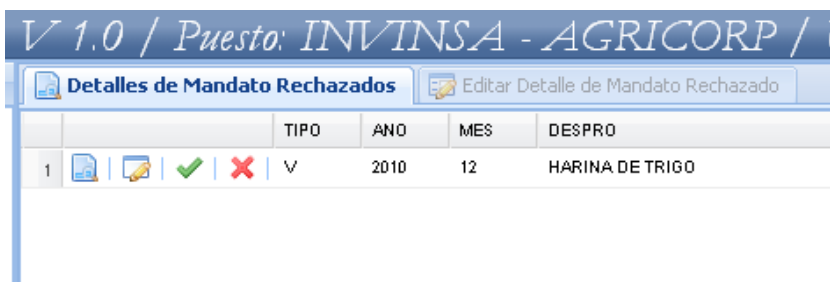 V 1.0 / Puesto: INVINSA - AGRICORP /
Detalles de Mandato Rechazados Editar Detalle de Mandato Rechazado
TIPO ANO MES DESPRO
1 V 2010 12 HARINA DE TRIGO